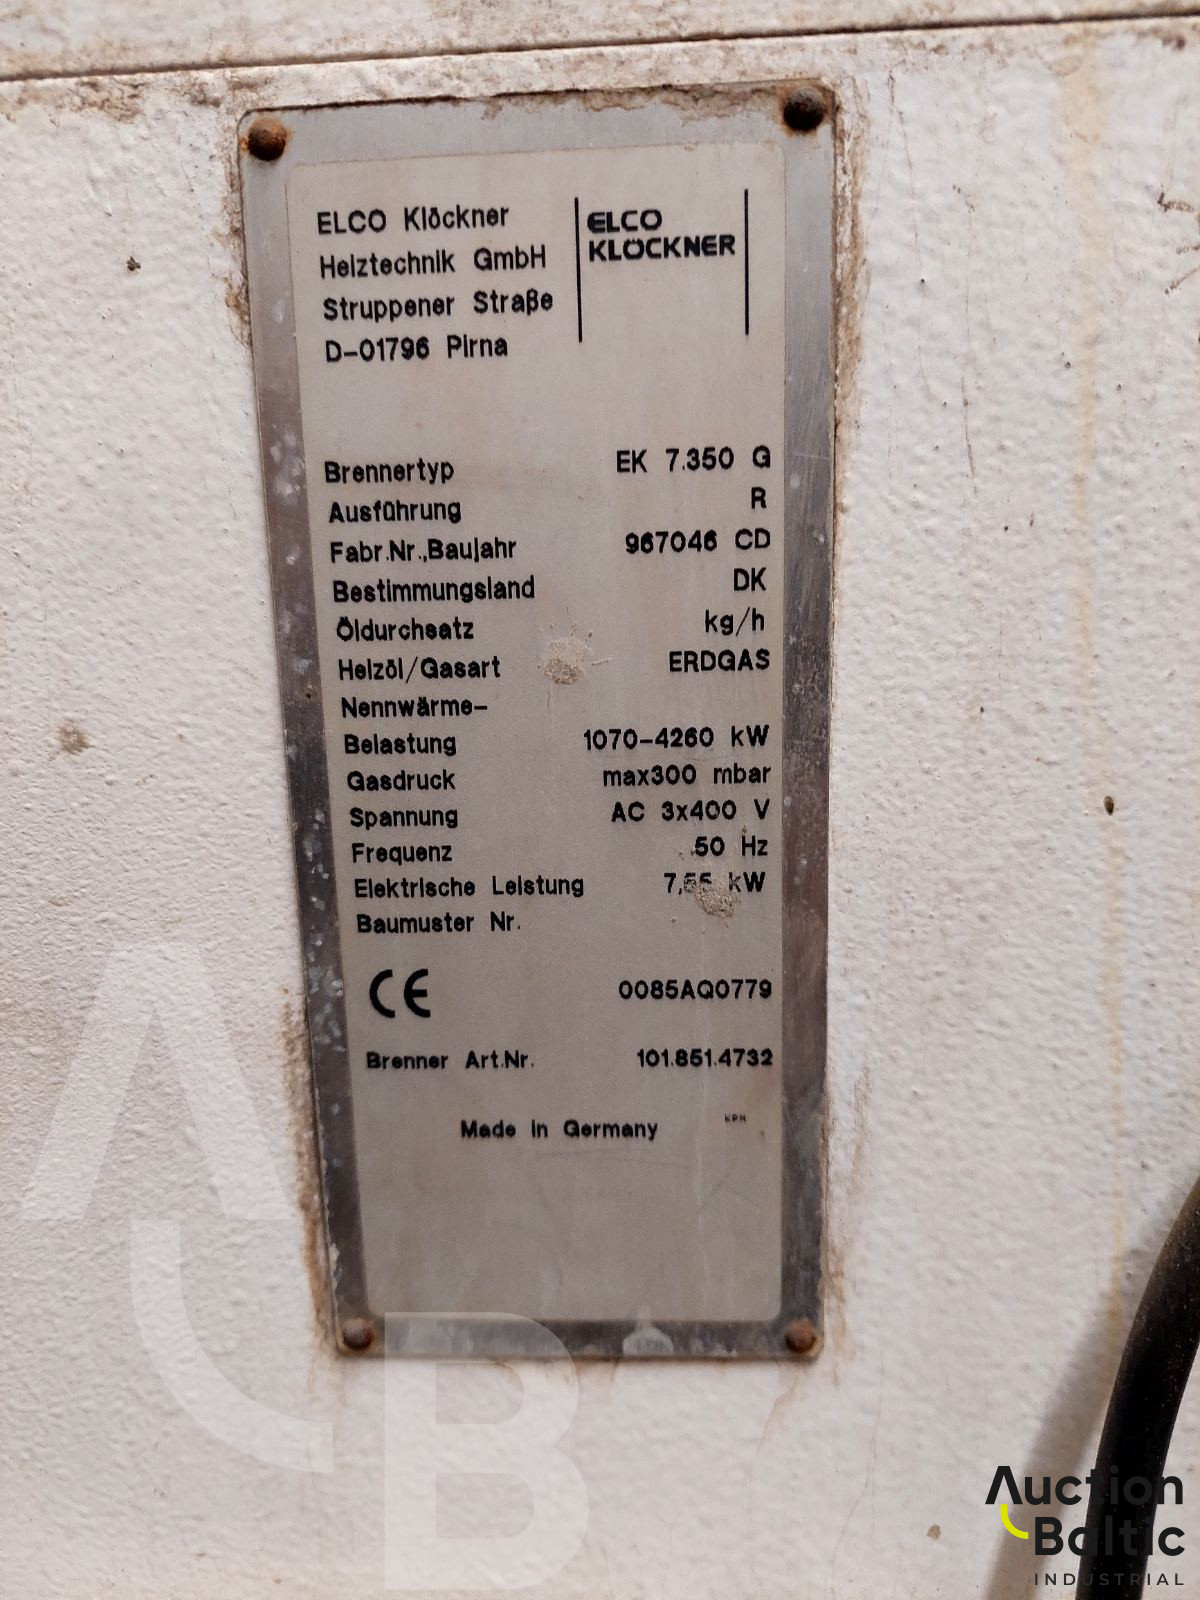 ELCO Klöckner
Heiztechnik GmbH
Struppener Straße
D-01796 Pirna
ELCO
KLÖCKNER
Brennertyp EK 7.350 G
Ausführung R
Fabr.Nr.,Baujahr 967046 CD
Bestimmungsland DK
Öldurchsatz kg/h
Heizöl/Gasart ERDGAS
Nennwärme-
Belastung 1070-4260 kW
Gasdruck max300 mbar
Spannung AC 3x400 V
Frequenz 50 Hz
Elektrische Leistung 7,55 kW
Baumuster Nr.
CE 0085AQ0779
Brenner Art.Nr. 101.851.4732
Made in Germany
Auction
Baltic
INDUSTRIAL